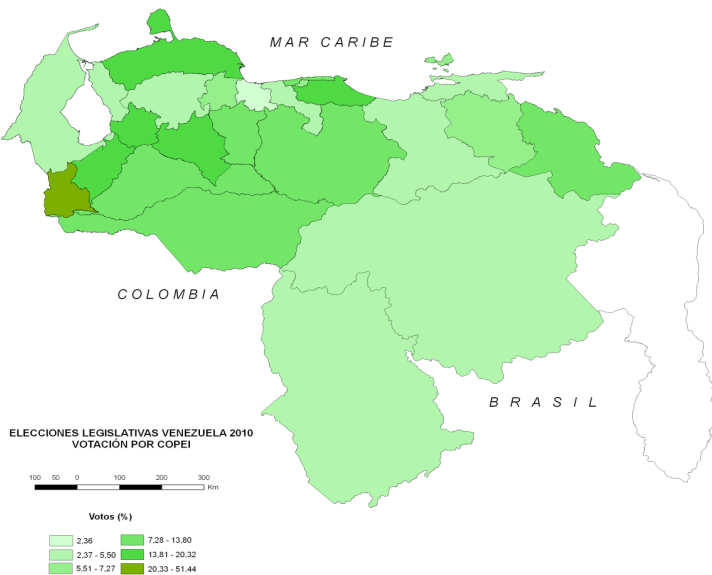 MAR CARIBE
COLOMBIA
BRASIL
ELECCIONES LEGISLATIVAS VENEZUELA 2010
VOTACIÓN POR COPEI
100 50 0 100 200 300
Km
Votos (%)
2,36 7,28 - 13,80
2,37 - 5,50 13,81 - 20,32
5,51 - 7,27 20,33 - 51,44